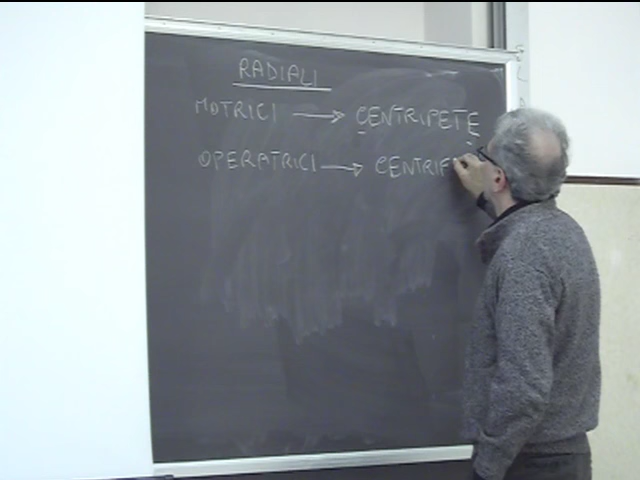 RADIALI
MOTRICI → CENTRIPETE
OPERATRICI → CENTRIF